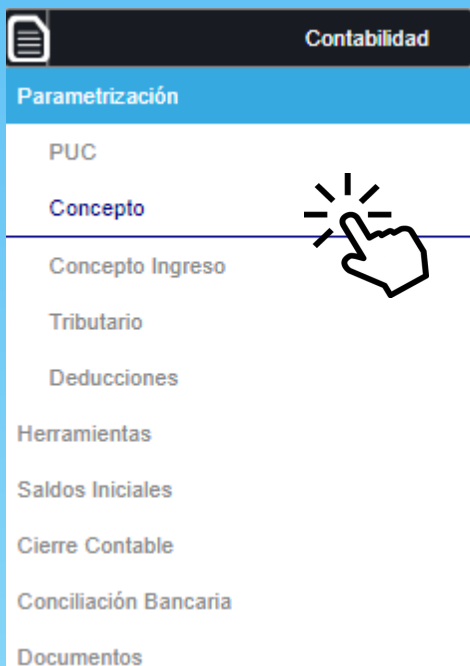 Contabilidad
Parametrización
PUC
Concepto
Concepto Ingreso
Tributario
Deducciones
Herramientas
Saldos Iniciales
Cierre Contable
Conciliación Bancaria
Documentos